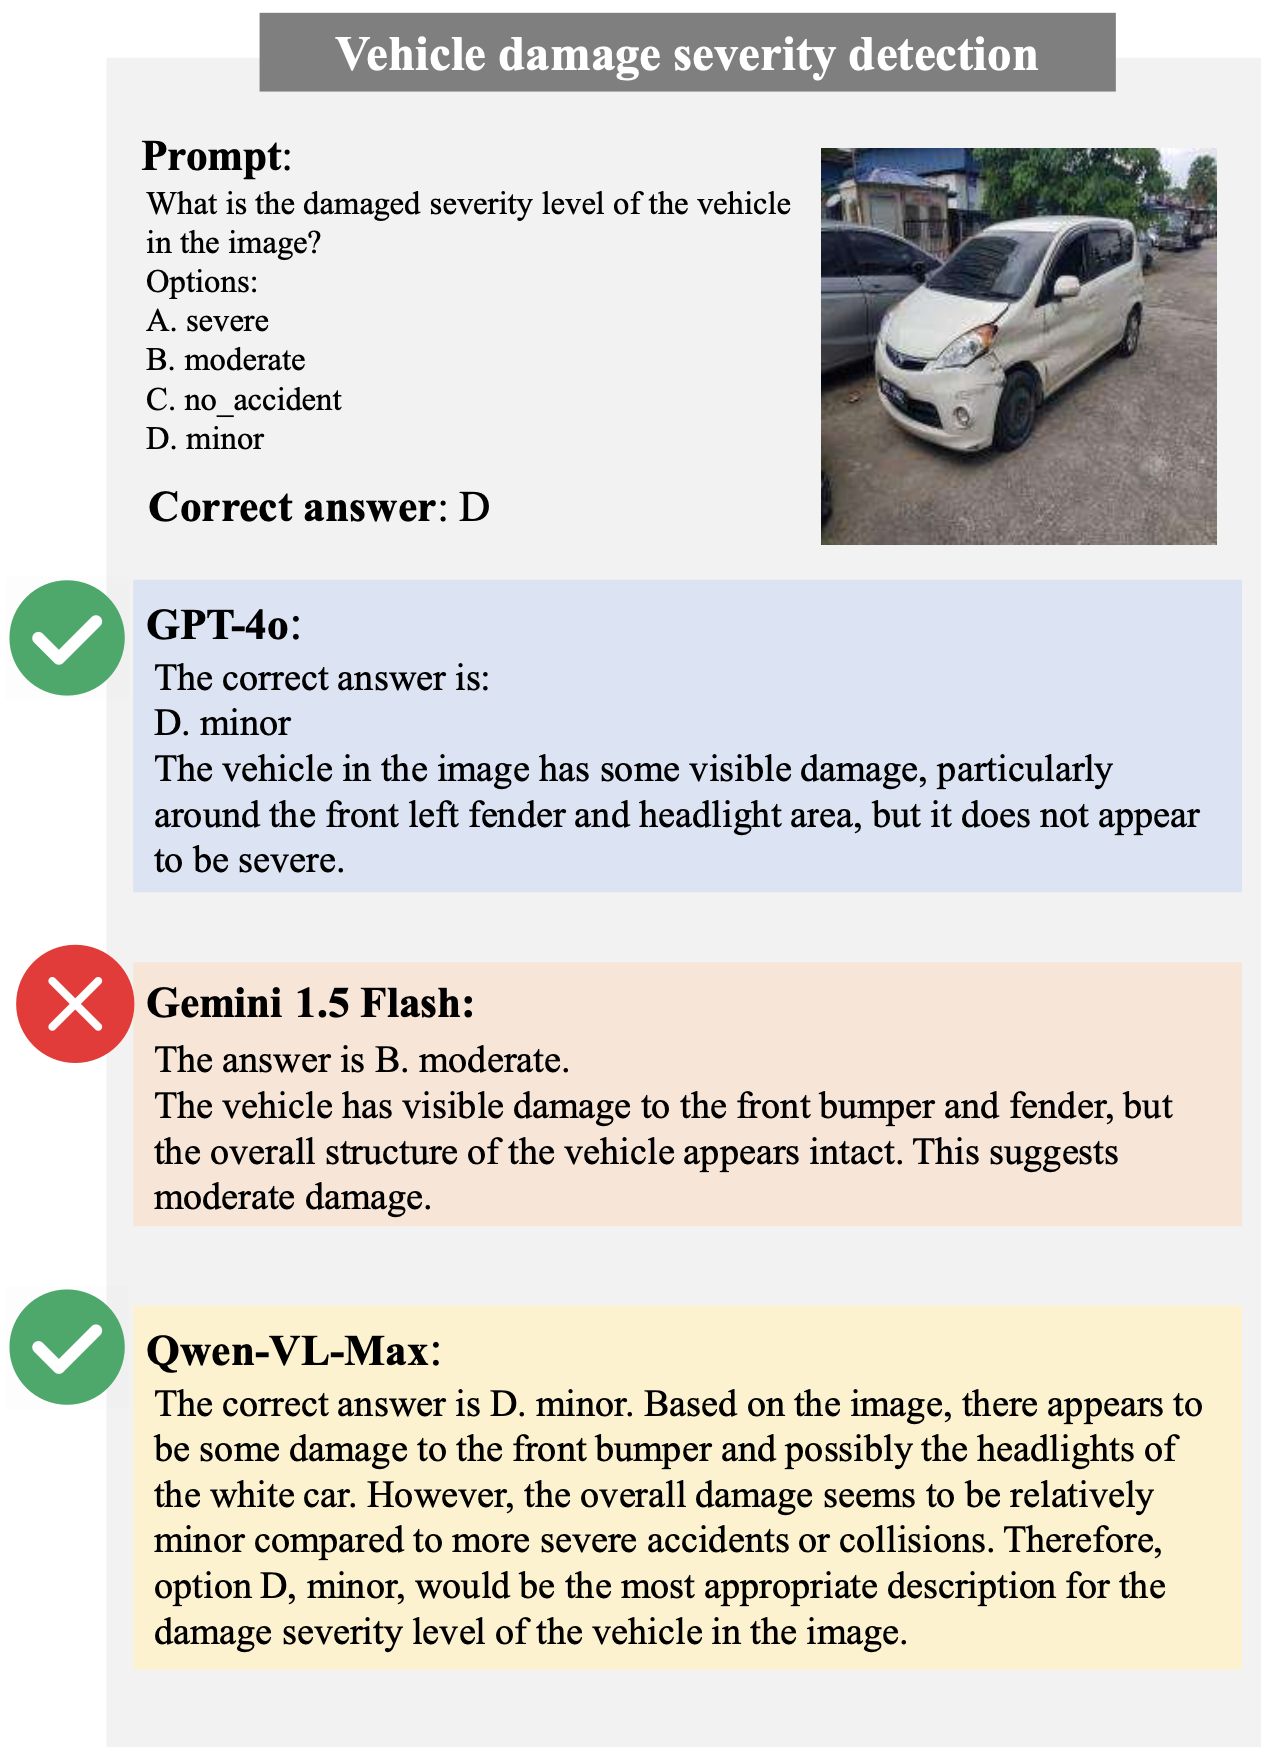 Vehicle damage severity detection
Prompt:
What is the damaged severity level of the vehicle
in the image?
Options:
A. severe
B. moderate
C. no_accident
D. minor
Correct answer: D
GPT-4o:
The correct answer is:
D. minor
The vehicle in the image has some visible damage, particularly
around the front left fender and headlight area, but it does not appear
to be severe.
Gemini 1.5 Flash:
The answer is B. moderate.
The vehicle has visible damage to the front bumper and fender, but
the overall structure of the vehicle appears intact. This suggests
moderate damage.
Qwen-VL-Max:
The correct answer is D. minor. Based on the image, there appears to
be some damage to the front bumper and possibly the headlights of
the white car. However, the overall damage seems to be relatively
minor compared to more severe accidents or collisions. Therefore,
option D, minor, would be the most appropriate description for the
damage severity level of the vehicle in the image.